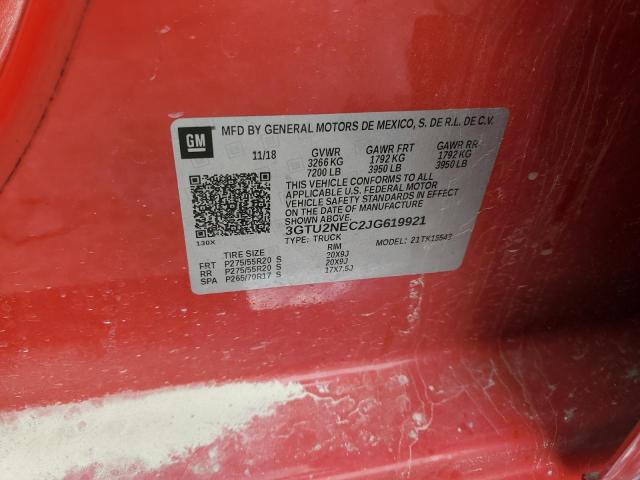 GM
MFD BY GENERAL MOTORS DE MEXICO, S. DE R.L. DE C.V.
11/18 GVWR GAWR FRT GAWR RR
3266 KG 1792 KG 1792 KG
7200 LB 3950 LB 3950 LB
THIS VEHICLE CONFORMS TO ALL
APPLICABLE U.S. FEDERAL MOTOR
VEHICLE SAFETY STANDARDS IN EFFECT
ON THE DATE OF MANUFACTURE
SHOWN ABOVE.
3GTU2NEC2JG619921
130X TYPE: TRUCK MODEL: 21TK15543
TIRE SIZE RIM
FRT P275/55R20 S 20X9J
RR P275/55R20 S 20X9J
SPA P265/70R17 S 17X7.5J